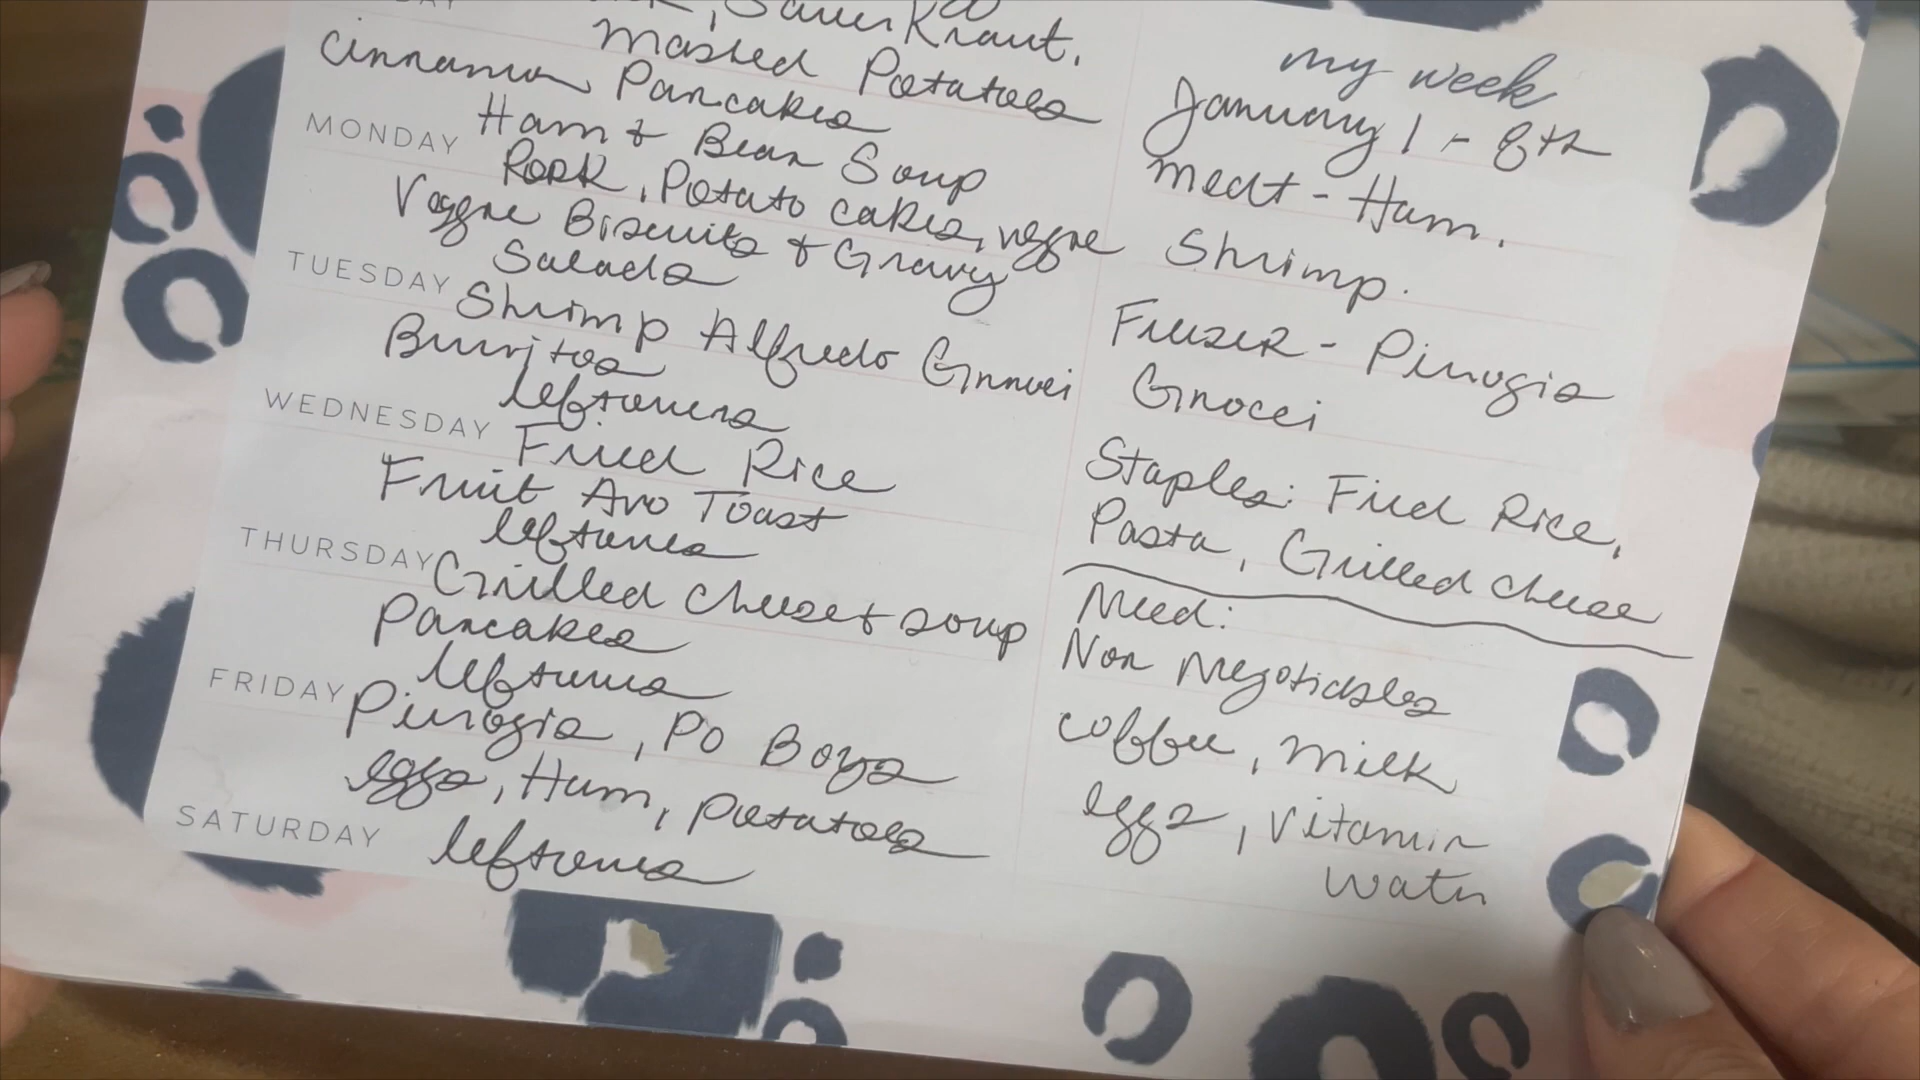 Sauerkraut,
mashed Potatoes
Cinnamon Pancakes
MONDAY
Ham & Bean Soup
Pork, Potato cakes, veggie
Veggie Biscuits & Gravy
Salads
TUESDAY
Shrimp Alfredo Gnnoci
Burritos
leftovers
WEDNESDAY
Fried Rice
Fruit Avo Toast
leftovers
THURSDAY
Grilled cheese & soup
Pancakes
leftovers
FRIDAY
Pierogis, Po Boys
eggs, Ham, potatoes
SATURDAY
leftovers
my week
January 1 - 8th
meat - Ham.
Shrimp.
Freezer - Pierogis
Gnocci
Staples: Fried Rice,
Pasta, Grilled cheese
Need:
Non Negotiables
coffee, milk
eggs, vitamin
water